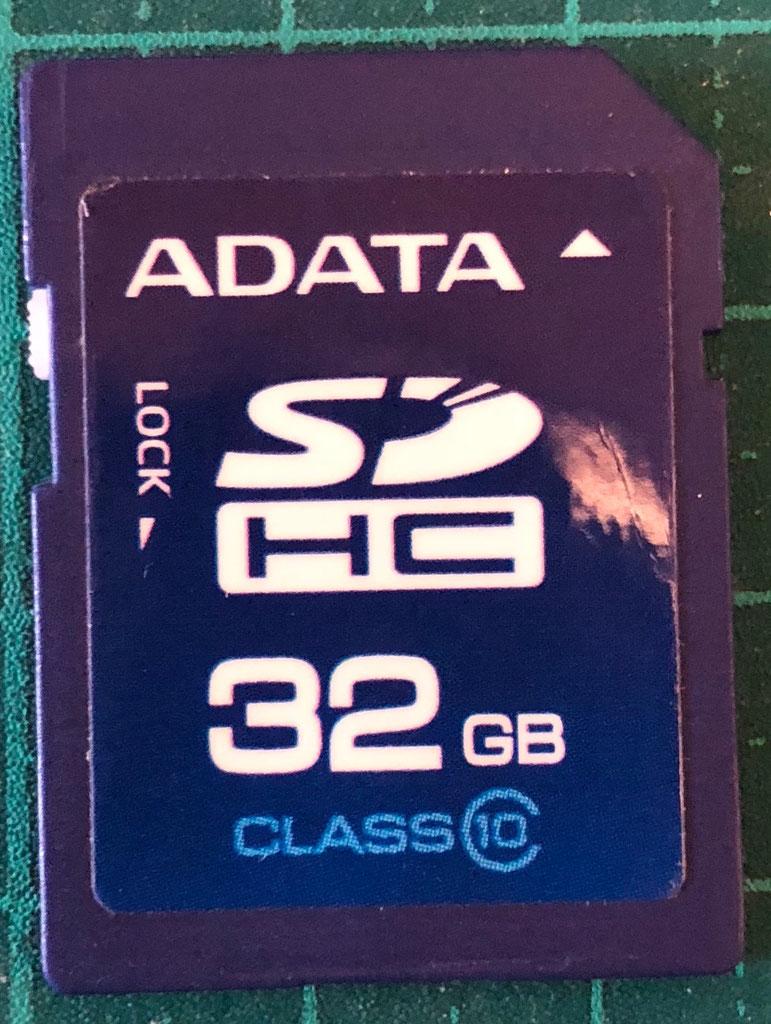 ADATA
LOCK
SD
HC
32 GB
CLASS 10